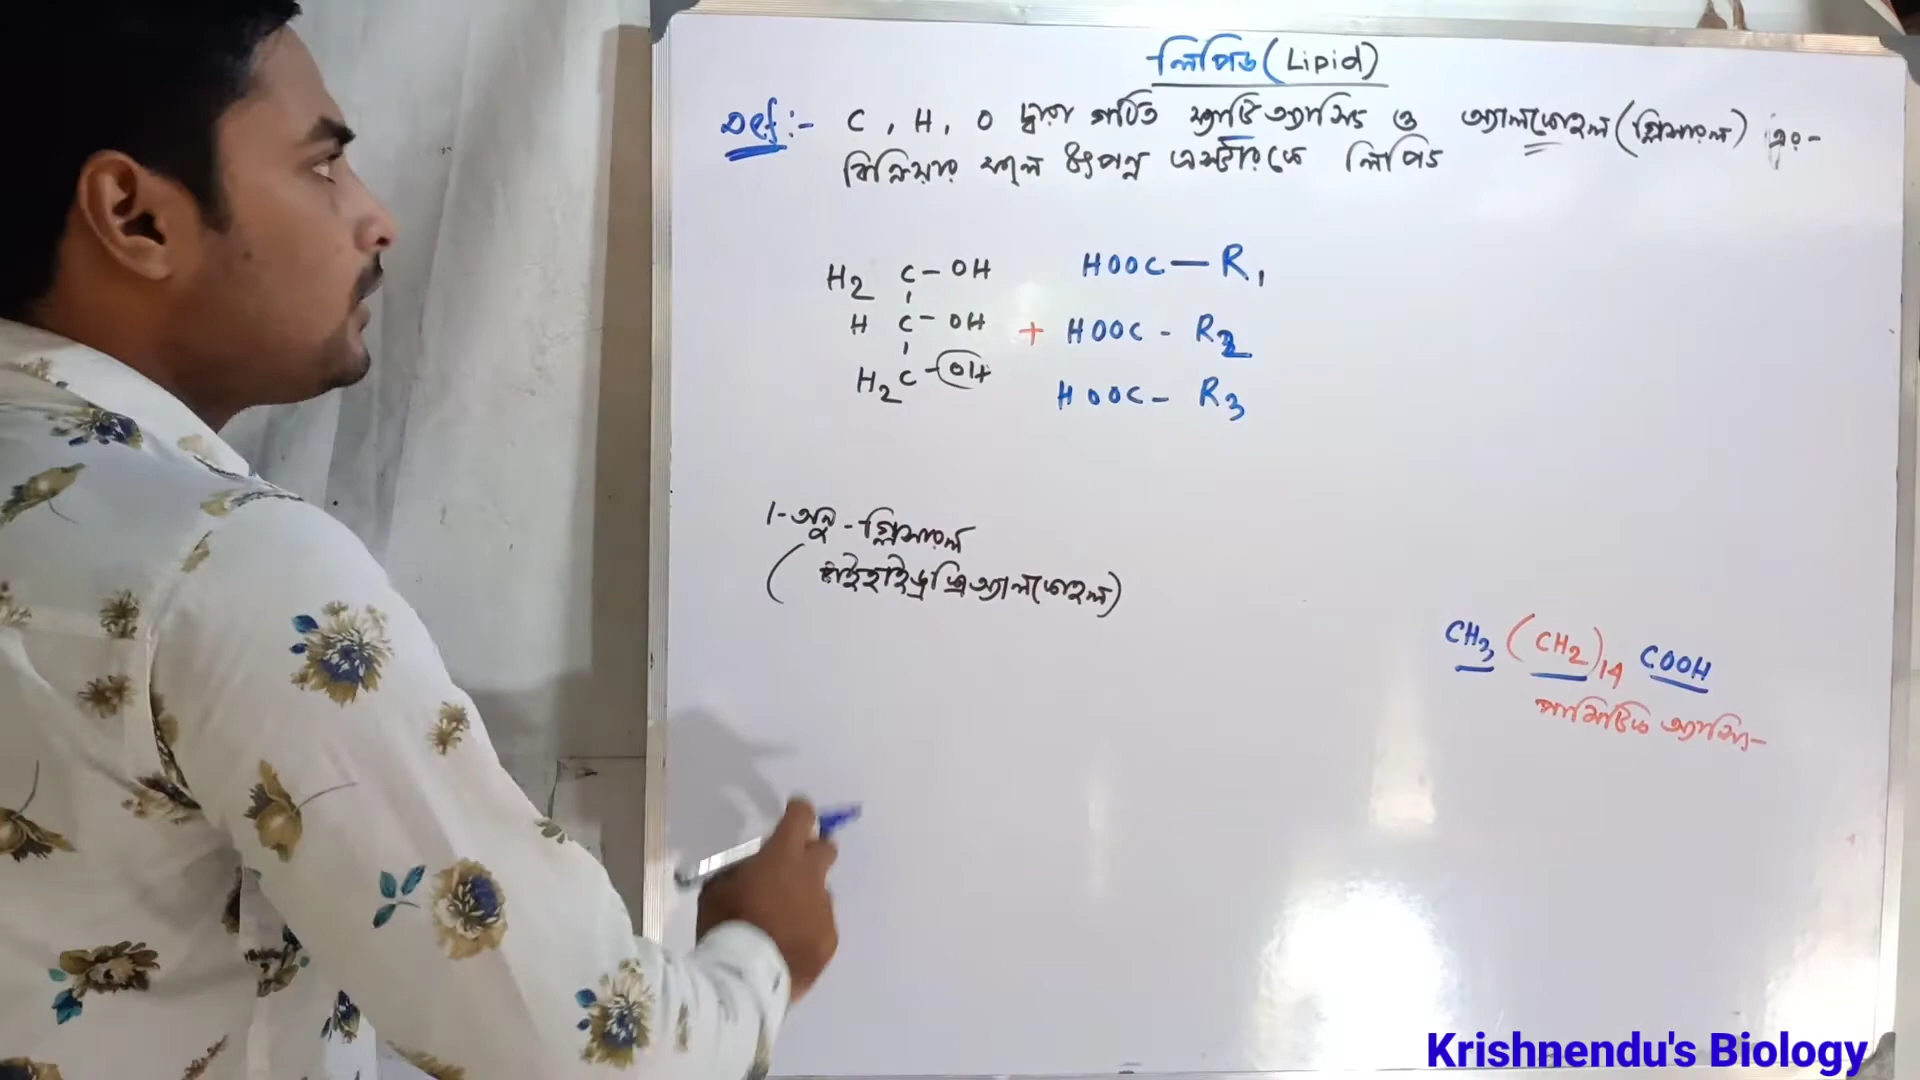 লিপিড (Lipid)
Def:- C, H, O দ্বারা গঠিত ফ্যাটি অ্যাসিড ও অ্যালকোহল (গ্লিসারল) এর-
বিক্রিয়ার ফলে উৎপন্ন এস্টারকে লিপিড
H2 C - OH HOOC — R1
H C - OH + HOOC - R2
H2 C - OH HOOC - R3
1-অনু-গ্লিসারল
(ট্রাইহাইড্রক্সি অ্যালকোহল)
CH3 (CH2)14 COOH
পামিটিক অ্যাসিড
Krishnendu's Biology